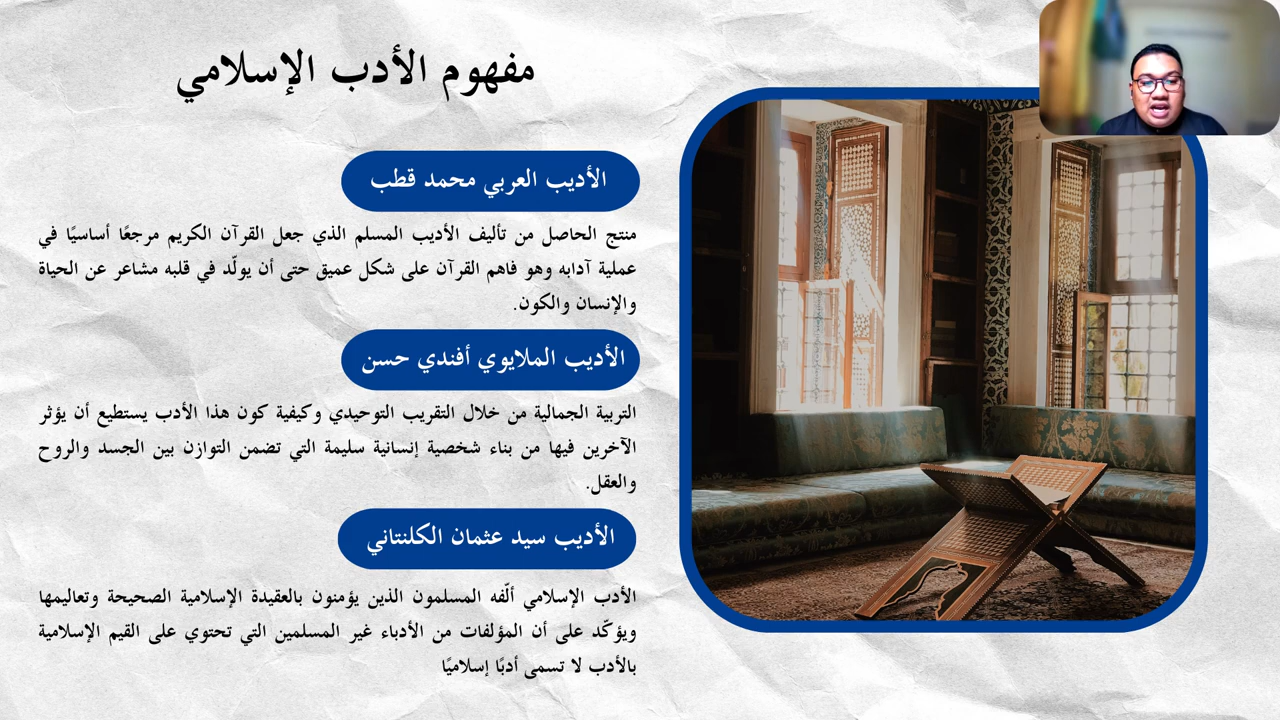 مفهوم الأدب الإسلامي
الأديب العربي محمد قطب
منتج الحاصل من تأليف الأديب المسلم الذي جعل القرآن الكريم مرجعًا أساسيًا في
عملية آدابه وهو فاهم القرآن على شكل عميق حتى أن يولّد في قلبه مشاعر عن الحياة
والإنسان والكون.
الأديب الملايوي أفندي حسن
التربية الجمالية من خلال التقريب التوحيدي وكيفية كون هذا الأدب يستطيع أن يؤثر
الآخرين فيها من بناء شخصية إنسانية سليمة التي تضمن التوازن بين الجسد والروح
والعقل.
الأديب سيد عثمان الكلنتاني
الأدب الإسلامي ألّفه المسلمون الذين يؤمنون بالعقيدة الإسلامية الصحيحة وتعاليمها
ويؤكّد على أن المؤلفات من الأدباء غير المسلمين التي تحتوي على القيم الإسلامية
بالأدب لا تسمى أدبًا إسلاميًا